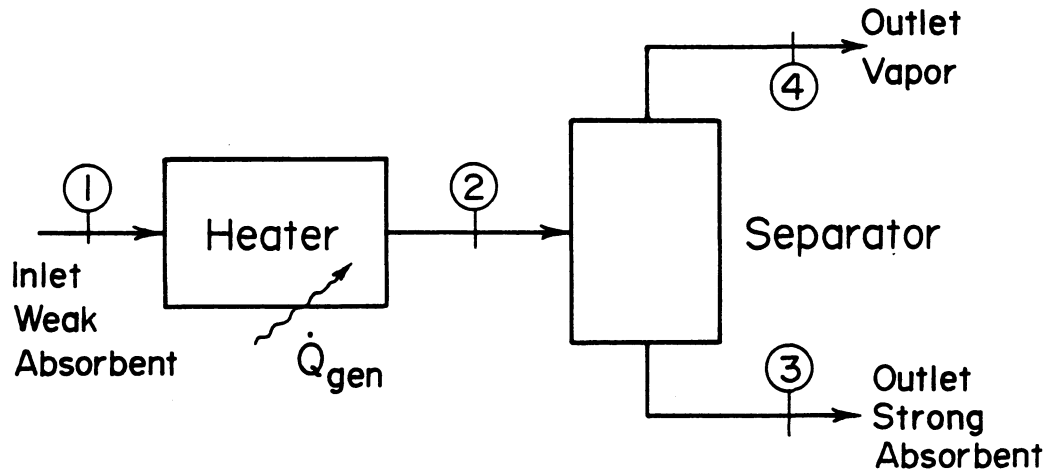 Outlet
Vapor
4
1
2
Heater
Separator
Inlet
Weak
Absorbent
Q̇gen
3
Outlet
Strong
Absorbent